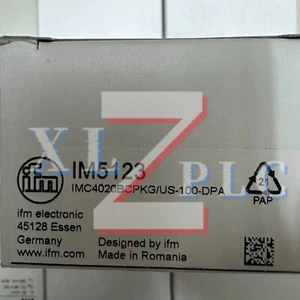 IM5123
IMC4020BCPKG/US-100-DPA
ifm
ifm electronic
45128 Essen
Germany
www.ifm.com
Designed by ifm
Made in Romania
21
PAP
XL Z PLC